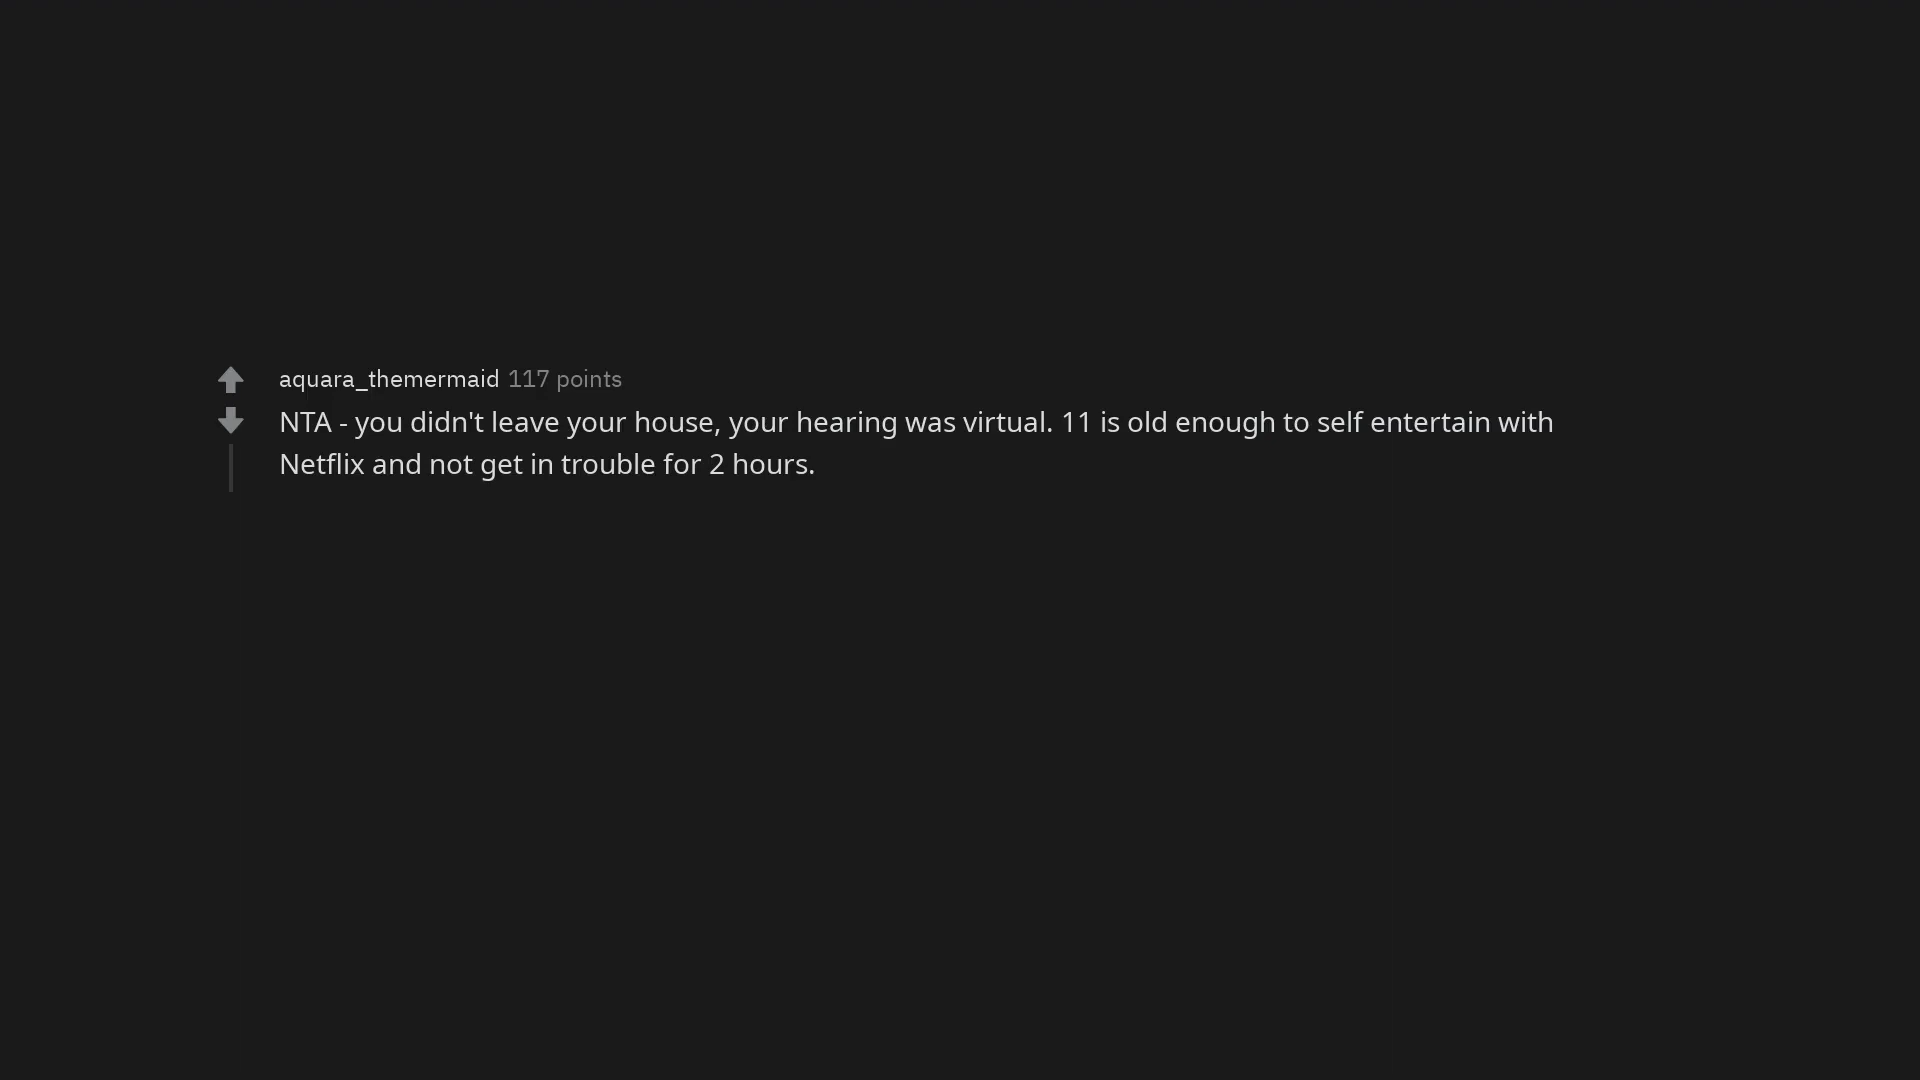 aquara_themermaid 117 points
NTA - you didn't leave your house, your hearing was virtual. 11 is old enough to self entertain with
Netflix and not get in trouble for 2 hours.